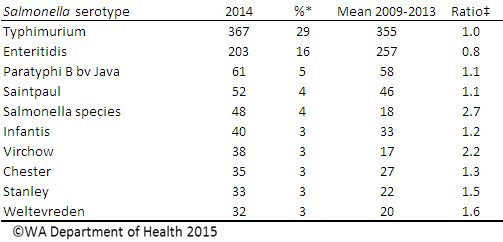 Salmonella serotype 2014 %* Mean 2009-2013 Ratio‡
Typhimurium 367 29 355 1.0
Enteritidis 203 16 257 0.8
Paratyphi B bv Java 61 5 58 1.1
Saintpaul 52 4 46 1.1
Salmonella species 48 4 18 2.7
Infantis 40 3 33 1.2
Virchow 38 3 17 2.2
Chester 35 3 27 1.3
Stanley 33 3 22 1.5
Weltevreden 32 3 20 1.6
©WA Department of Health 2015